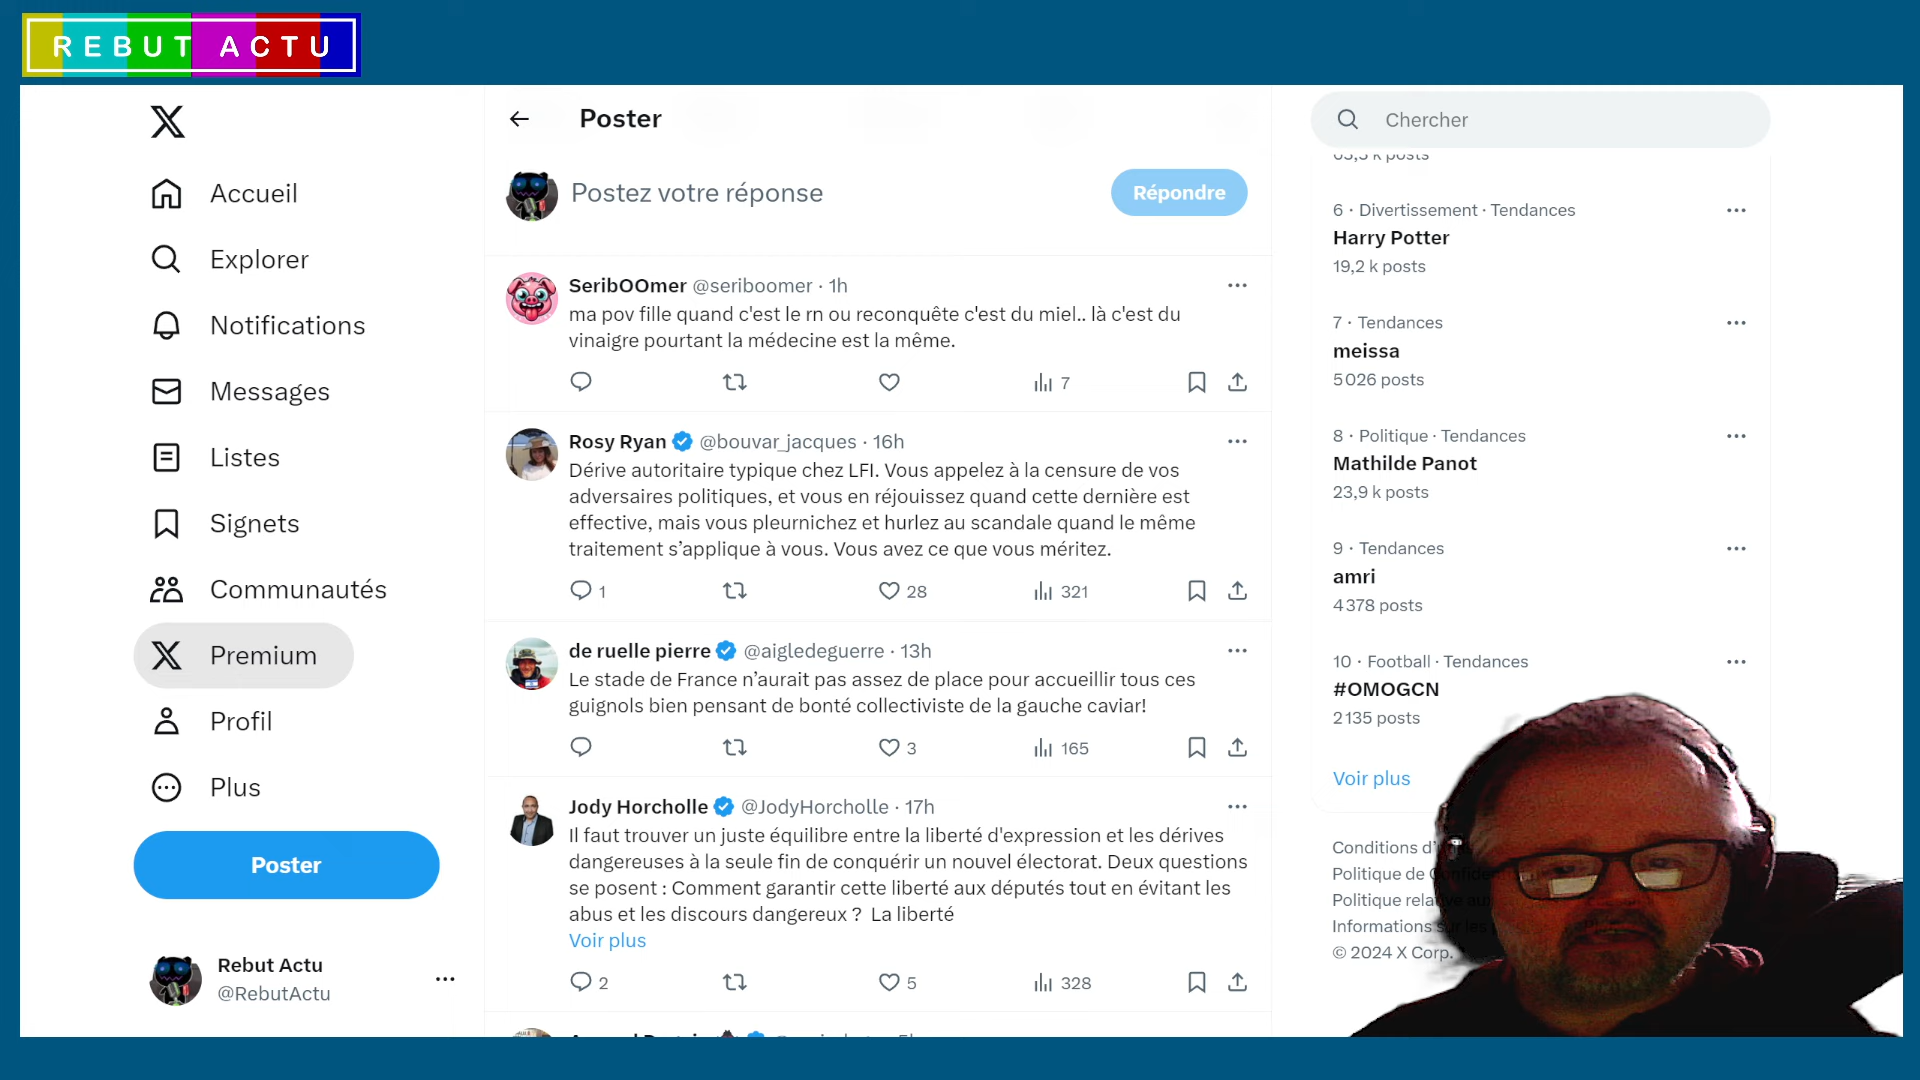 REBUT ACTU
Accueil
Explorer
Notifications
Messages
Listes
Signets
Communautés
Premium
Profil
Plus
Poster
Rebut Actu
@RebutActu
Poster
Postez votre réponse
Répondre
SeribOOmer @seriboomer · 1h
ma pov fille quand c'est le rn ou reconquête c'est du miel.. là c'est du
vinaigre pourtant la médecine est la même.
7
Rosy Ryan @bouvar_jacques · 16h
Dérive autoritaire typique chez LFI. Vous appelez à la censure de vos
adversaires politiques, et vous en réjouissez quand cette dernière est
effective, mais vous pleurnichez et hurlez au scandale quand le même
traitement s’applique à vous. Vous avez ce que vous méritez.
1 28 321
de ruelle pierre @aigledeguerre · 13h
Le stade de France n’aurait pas assez de place pour accueillir tous ces
guignols bien pensant de bonté collectiviste de la gauche caviar!
3 165
Jody Horcholle @JodyHorcholle · 17h
Il faut trouver un juste équilibre entre la liberté d'expression et les dérives
dangereuses à la seule fin de conquérir un nouvel électorat. Deux questions
se posent : Comment garantir cette liberté aux députés tout en évitant les
abus et les discours dangereux ? La liberté
Voir plus
2 5 328
Chercher
posts
6 · Divertissement · Tendances
Harry Potter
19,2 k posts
7 · Tendances
meissa
5 026 posts
8 · Politique · Tendances
Mathilde Panot
23,9 k posts
9 · Tendances
amri
4 378 posts
10 · Football · Tendances
#OMOGCN
2 135 posts
Voir plus
Conditions
Politique de
Politique
Informations
© 2024 X Corp.